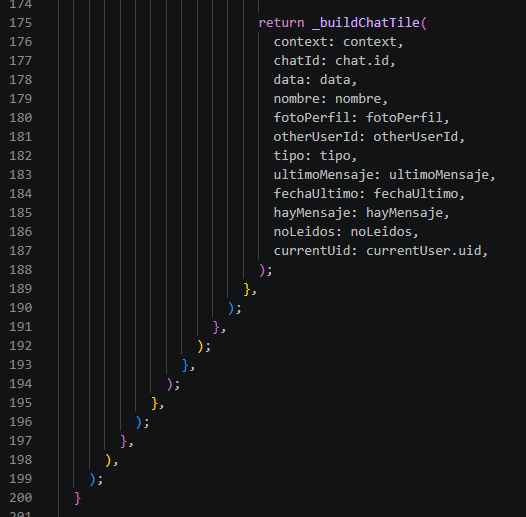 174
175 return _buildChatTile(
176 context: context,
177 chatId: chat.id,
178 data: data,
179 nombre: nombre,
180 fotoPerfil: fotoPerfil,
181 otherUserId: otherUserId,
182 tipo: tipo,
183 ultimoMensaje: ultimoMensaje,
184 fechaUltimo: fechaUltimo,
185 hayMensaje: hayMensaje,
186 noLeidos: noLeidos,
187 currentUid: currentUser.uid,
188 );
189 },
190 );
191 },
192 );
193 },
194 );
195 },
196 );
197 },
198 ),
199 );
200 }
201